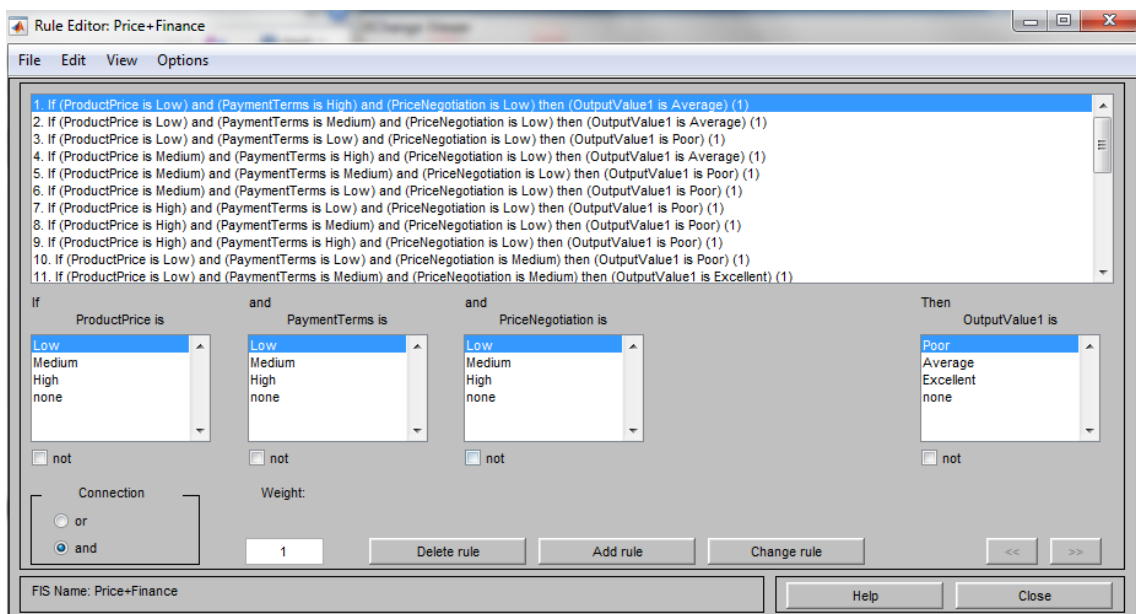 Rule Editor: Price+Finance
File Edit View Options
1. If (ProductPrice is Low) and (PaymentTerms is High) and (PriceNegotiation is Low) then (OutputValue1 is Average) (1)
2. If (ProductPrice is Low) and (PaymentTerms is Medium) and (PriceNegotiation is Low) then (OutputValue1 is Average) (1)
3. If (ProductPrice is Low) and (PaymentTerms is Low) and (PriceNegotiation is Low) then (OutputValue1 is Poor) (1)
4. If (ProductPrice is Medium) and (PaymentTerms is High) and (PriceNegotiation is Low) then (OutputValue1 is Average) (1)
5. If (ProductPrice is Medium) and (PaymentTerms is Medium) and (PriceNegotiation is Low) then (OutputValue1 is Poor) (1)
6. If (ProductPrice is Medium) and (PaymentTerms is Low) and (PriceNegotiation is Low) then (OutputValue1 is Poor) (1)
7. If (ProductPrice is High) and (PaymentTerms is Low) and (PriceNegotiation is Low) then (OutputValue1 is Poor) (1)
8. If (ProductPrice is High) and (PaymentTerms is Medium) and (PriceNegotiation is Low) then (OutputValue1 is Poor) (1)
9. If (ProductPrice is High) and (PaymentTerms is High) and (PriceNegotiation is Low) then (OutputValue1 is Poor) (1)
10. If (ProductPrice is Low) and (PaymentTerms is Low) and (PriceNegotiation is Medium) then (OutputValue1 is Poor) (1)
11. If (ProductPrice is Low) and (PaymentTerms is Medium) and (PriceNegotiation is Medium) then (OutputValue1 is Excellent) (1)
If and and Then
ProductPrice is PaymentTerms is PriceNegotiation is OutputValue1 is
Low Low Low Poor
Medium Medium Medium Average
High High High Excellent
none none none none
not not not not
Connection Weight:
or
and 1 Delete rule Add rule Change rule << >>
FIS Name: Price+Finance Help Close